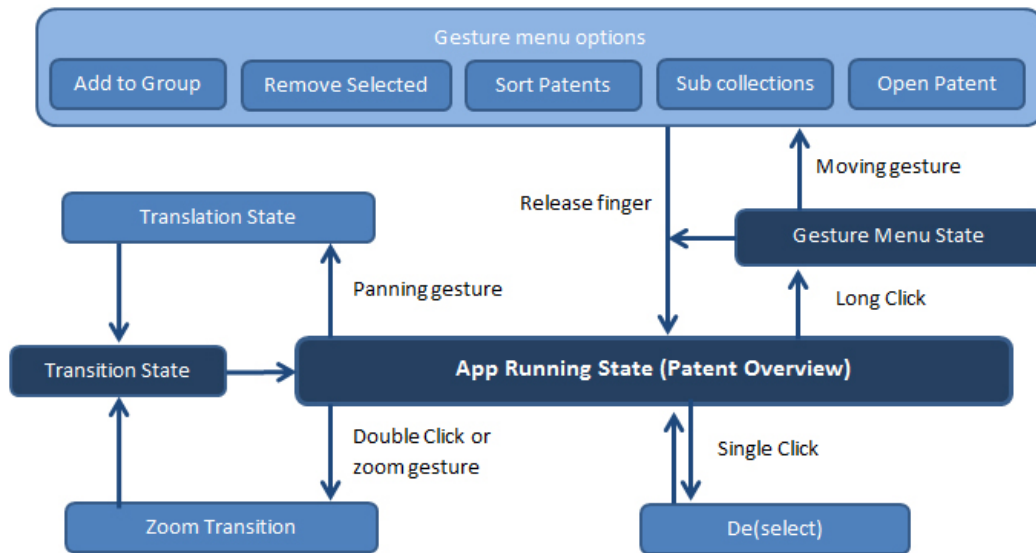 Gesture menu options
Add to Group
Remove Selected
Sort Patents
Sub collections
Open Patent
Moving gesture
Release finger
Translation State
Gesture Menu State
Panning gesture
Long Click
Transition State
App Running State (Patent Overview)
Double Click or
zoom gesture
Single Click
Zoom Transition
De(select)